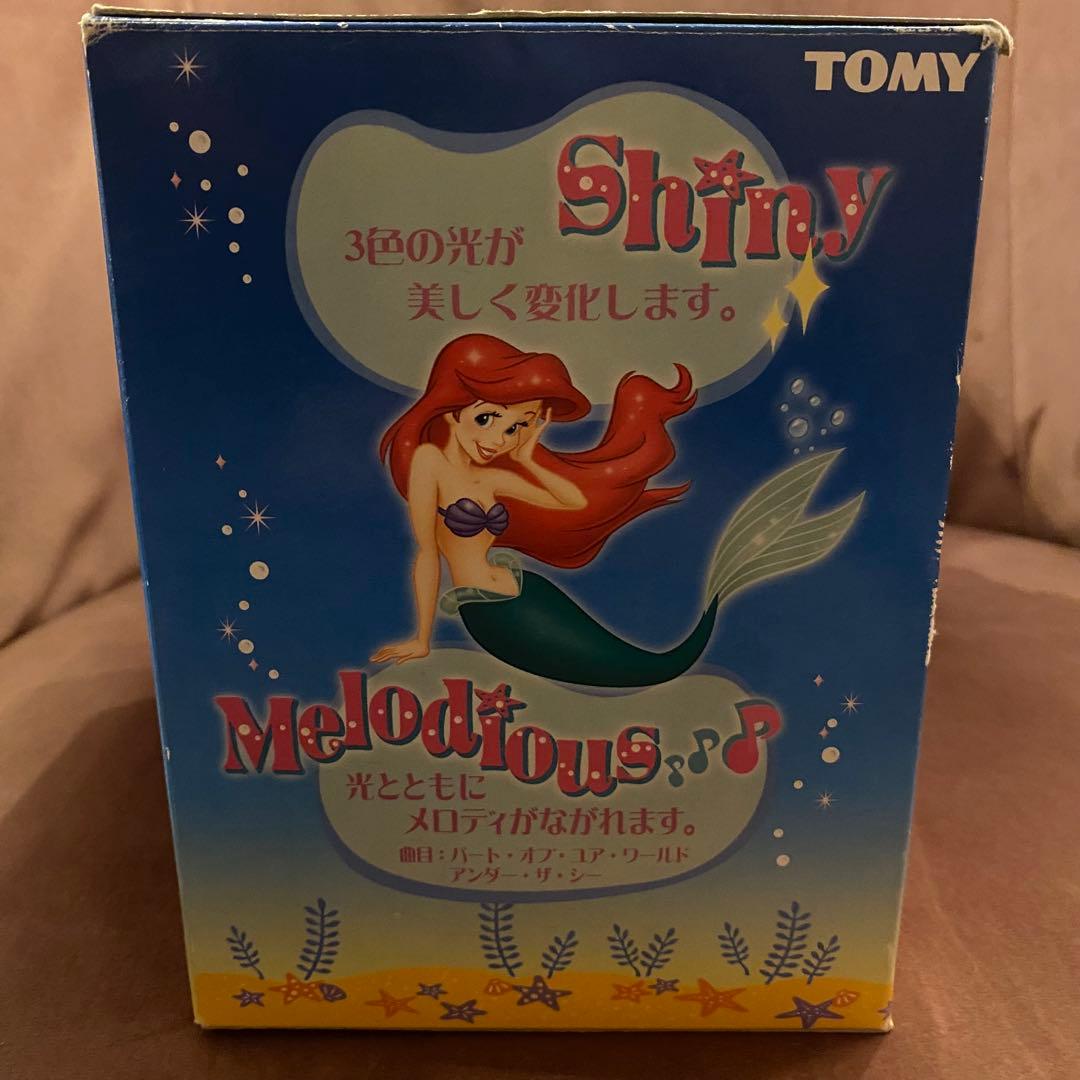 TOMY
Shiny
3色の光が
美しく変化します。
Melodious
光とともに
メロディがながれます。
曲目：パート・オブ・ユア・ワールド
アンダー・ザ・シー